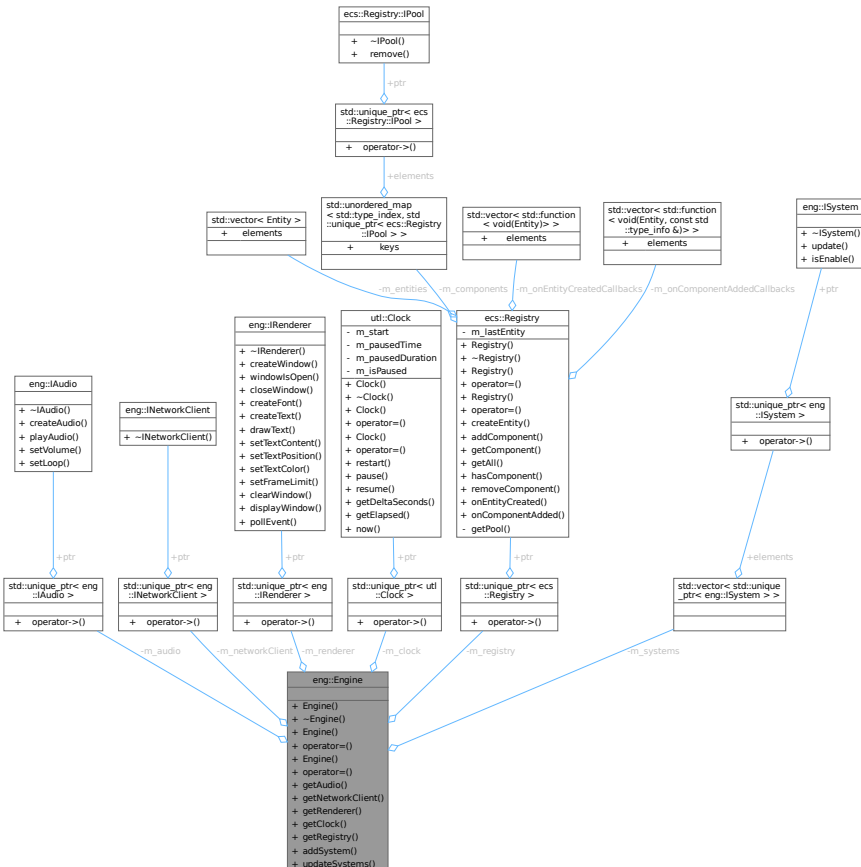 ecs::Registry::IPool
+ ~IPool()
+ remove()
+ptr
std::unique_ptr< ecs
::Registry::IPool >
+ operator->()
+elements
std::vector< Entity >
+ elements
std::unordered_map
< std::type_index, std
::unique_ptr< ecs::Registry
::IPool > >
+ keys
std::vector< std::function
< void(Entity)> >
+ elements
std::vector< std::function
< void(Entity, const std
::type_info &)> >
+ elements
eng::ISystem
+ ~ISystem()
+ update()
+ isEnable()
-m_entities
-m_components
-m_onEntityCreatedCallbacks
-m_onComponentAddedCallbacks
+ptr
eng::IAudio
+ ~IAudio()
+ createAudio()
+ playAudio()
+ setVolume()
+ setLoop()
eng::INetworkClient
+ ~INetworkClient()
eng::IRenderer
+ ~IRenderer()
+ createWindow()
+ windowIsOpen()
+ closeWindow()
+ createFont()
+ createText()
+ drawText()
+ setTextContent()
+ setTextPosition()
+ setTextColor()
+ setFrameLimit()
+ clearWindow()
+ displayWindow()
+ pollEvent()
utl::Clock
- m_start
- m_pausedTime
- m_pausedDuration
- m_isPaused
+ Clock()
+ ~Clock()
+ Clock()
+ operator=()
+ Clock()
+ operator=()
+ restart()
+ pause()
+ resume()
+ getDeltaSeconds()
+ getElapsed()
+ now()
ecs::Registry
- m_lastEntity
+ Registry()
+ ~Registry()
+ Registry()
+ operator=()
+ Registry()
+ operator=()
+ createEntity()
+ addComponent()
+ getComponent()
+ getAll()
+ hasComponent()
+ removeComponent()
+ onEntityCreated()
+ onComponentAdded()
- getPool()
std::unique_ptr< eng
::ISystem >
+ operator->()
+ptr
+ptr
+ptr
+ptr
+ptr
+elements
std::unique_ptr< eng
::IAudio >
+ operator->()
std::unique_ptr< eng
::INetworkClient >
+ operator->()
std::unique_ptr< eng
::IRenderer >
+ operator->()
std::unique_ptr< utl
::Clock >
+ operator->()
std::unique_ptr< ecs
::Registry >
+ operator->()
std::vector< std::unique
_ptr< eng::ISystem > >
-m_audio
-m_networkClient
-m_renderer
-m_clock
-m_registry
-m_systems
eng::Engine
+ Engine()
+ ~Engine()
+ Engine()
+ operator=()
+ Engine()
+ operator=()
+ getAudio()
+ getNetworkClient()
+ getRenderer()
+ getClock()
+ getRegistry()
+ addSystem()
+ updateSystems()